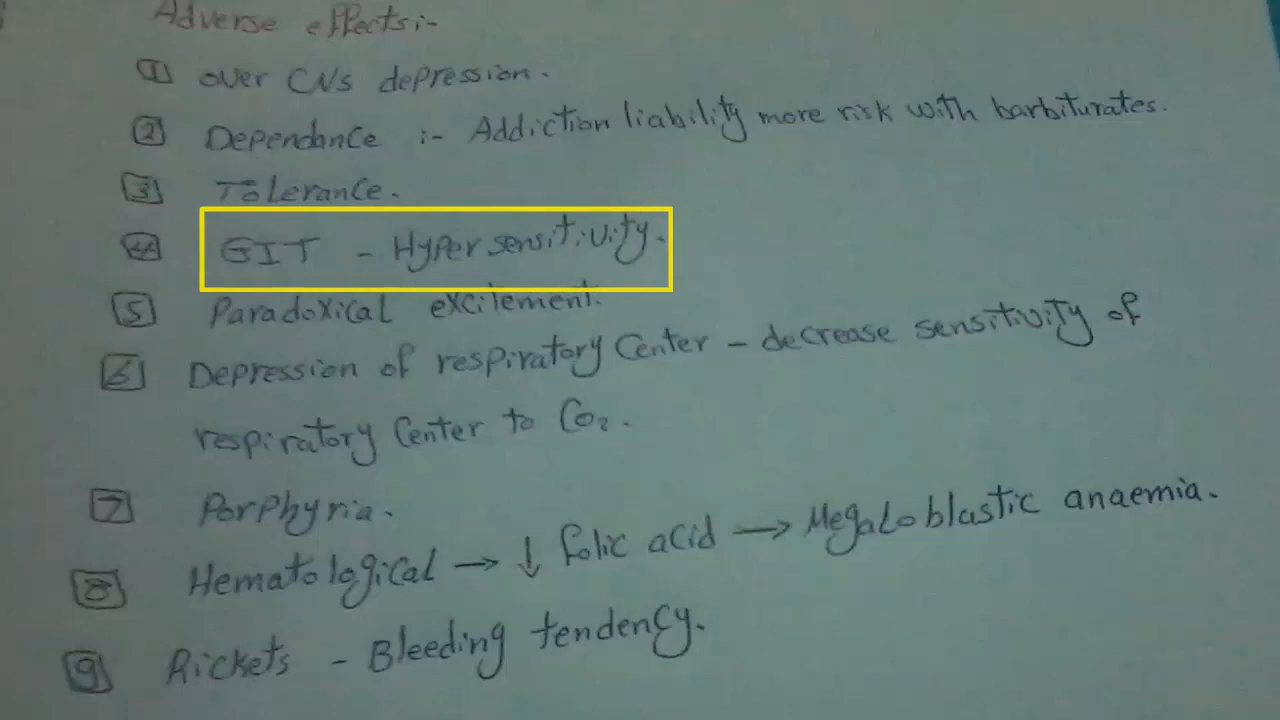 Adverse effects:-
1 over CNs depression.
2 Dependance :- Addiction liability more risk with barbiturates.
3 Tolerance.
4 GIT - Hypersensitivity.
5 Paradoxical excitement.
6 Depression of respiratory Center - decrease sensitivity of
respiratory Center to Co₂.
7 Porphyria.
8 Hematological → ↓ folic acid → Megaloblastic anaemia.
9 Rickets - Bleeding tendency.